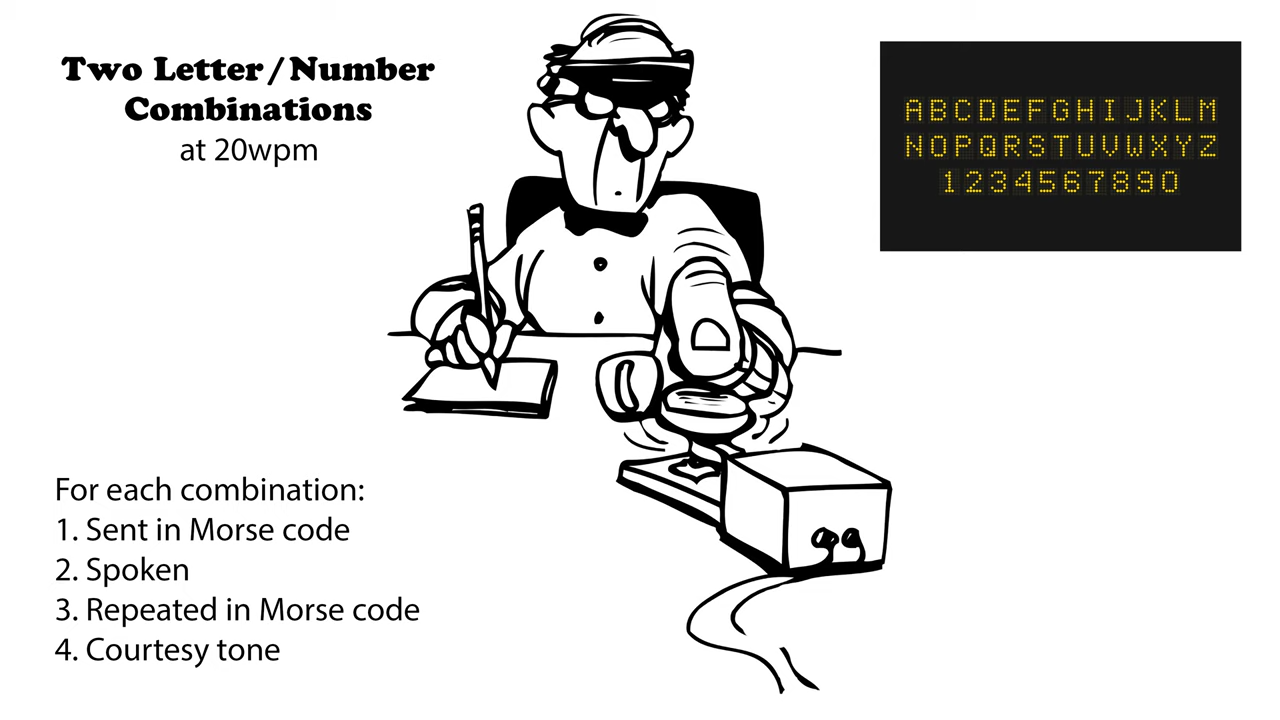 Two Letter/Number
Combinations
at 20wpm
ABCDEFGHIJKLM
NOPQRSTUVWXYZ
1234567890
For each combination:
1. Sent in Morse code
2. Spoken
3. Repeated in Morse code
4. Courtesy tone